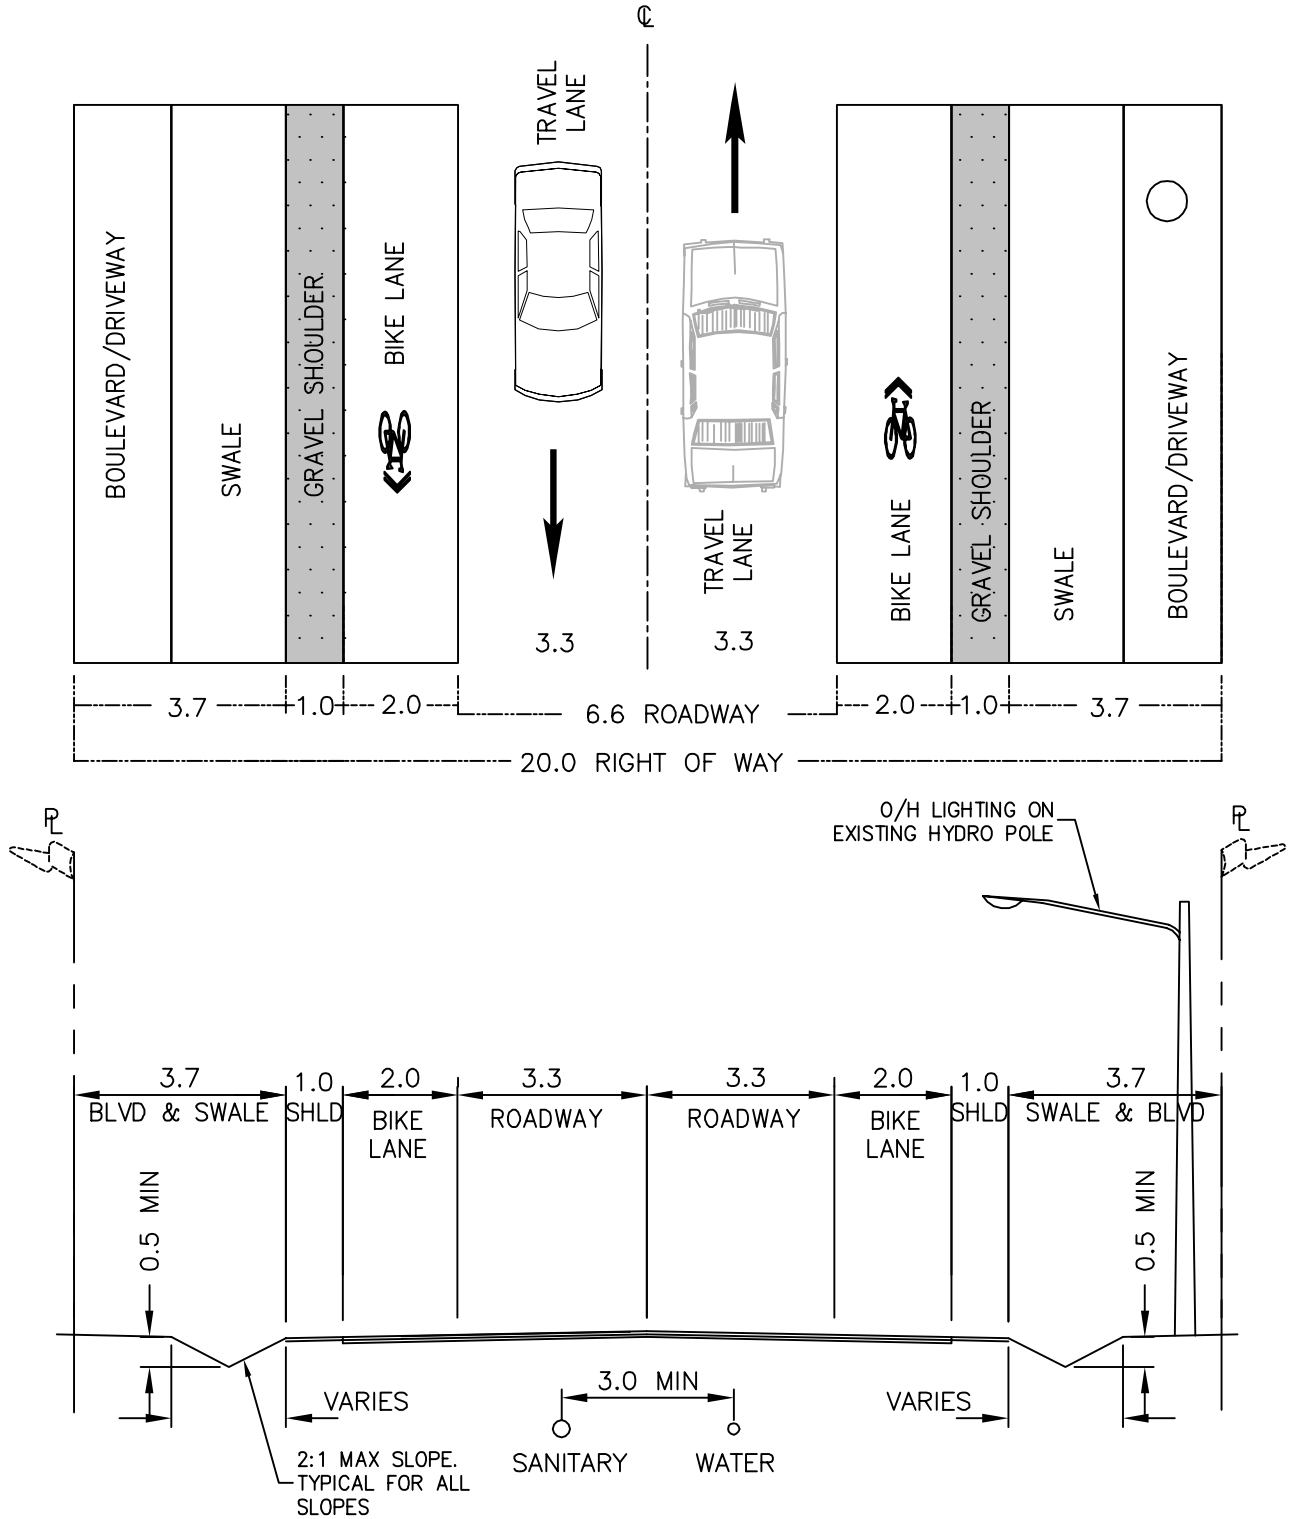 CL
TRAVEL
LANE
BOULEVARD/DRIVEWAY
SWALE
GRAVEL SHOULDER
BIKE LANE
TRAVEL
LANE
BIKE LANE
GRAVEL SHOULDER
SWALE
BOULEVARD/DRIVEWAY
3.3
3.3
3.7
1.0
2.0
6.6 ROADWAY
2.0
1.0
3.7
20.0 RIGHT OF WAY
PL
O/H LIGHTING ON
EXISTING HYDRO POLE
PL
3.7
1.0
2.0
3.3
3.3
2.0
1.0
3.7
BLVD & SWALE
SHLD
BIKE
LANE
ROADWAY
ROADWAY
BIKE
LANE
SHLD
SWALE & BLVD
0.5 MIN
0.5 MIN
VARIES
3.0 MIN
VARIES
SANITARY
WATER
2:1 MAX SLOPE.
TYPICAL FOR ALL
SLOPES